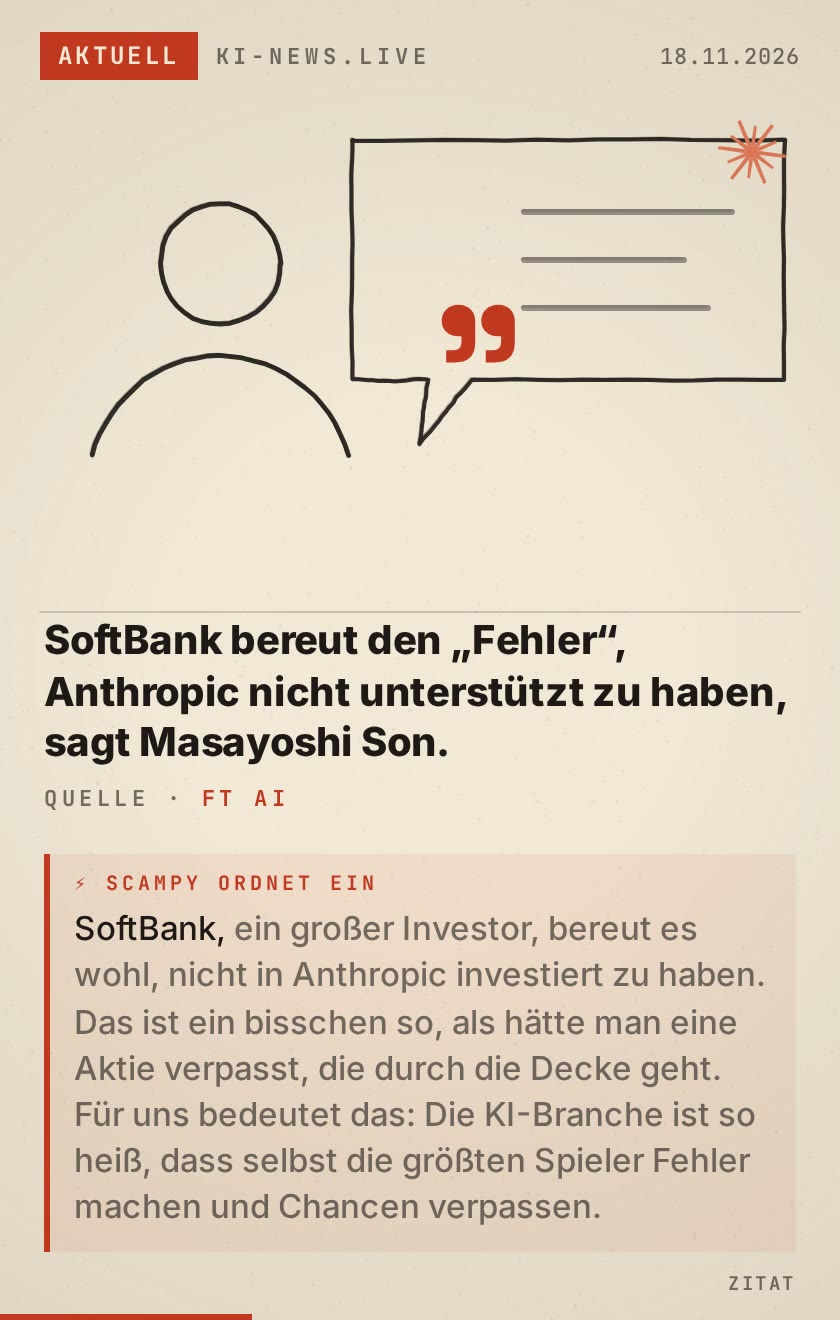 AKTUELL KI-NEWS.LIVE 18.11.2026
”
SoftBank bereut den „Fehler“,
Anthropic nicht unterstützt zu haben,
sagt Masayoshi Son.
QUELLE · FT AI
⚡ SCAMPY ORDNET EIN
SoftBank, ein großer Investor, bereut es
wohl, nicht in Anthropic investiert zu haben.
Das ist ein bisschen so, als hätte man eine
Aktie verpasst, die durch die Decke geht.
Für uns bedeutet das: Die KI-Branche ist so
heiß, dass selbst die größten Spieler Fehler
machen und Chancen verpassen.
ZITAT